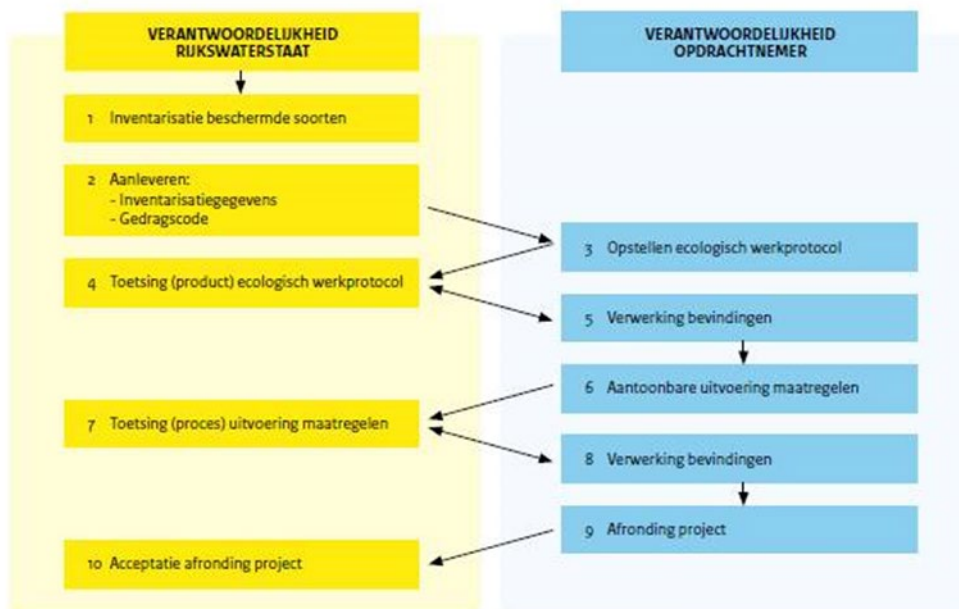 VERANTWOORDELIJKHEID
RIJKSWATERSTAAT
VERANTWOORDELIJKHEID
OPDRACHTNEMER
1 Inventarisatie beschermde soorten
2 Aanleveren:
- Inventarisatiegegevens
- Gedragscode
3 Opstellen ecologisch werkprotocol
4 Toetsing (product) ecologisch werkprotocol
5 Verwerking bevindingen
6 Aantoonbare uitvoering maatregelen
7 Toetsing (proces) uitvoering maatregelen
8 Verwerking bevindingen
9 Afronding project
10 Acceptatie afronding project